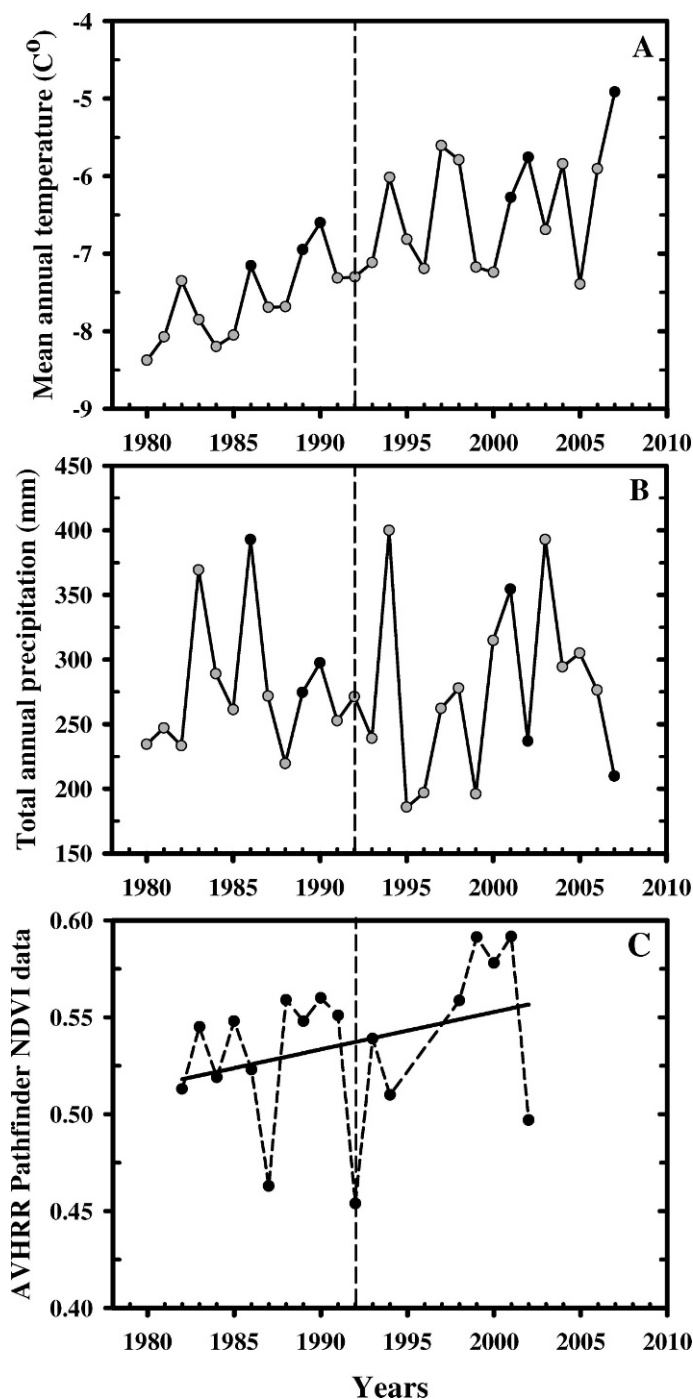 A
Mean annual temperature (C⁰)
-4
-5
-6
-7
-8
-9
1980 1985 1990 1995 2000 2005 2010
B
Total annual precipitation (mm)
450
400
350
300
250
200
150
1980 1985 1990 1995 2000 2005 2010
C
AVHRR Pathfinder NDVI data
0.60
0.55
0.50
0.45
0.40
1980 1985 1990 1995 2000 2005 2010
Years